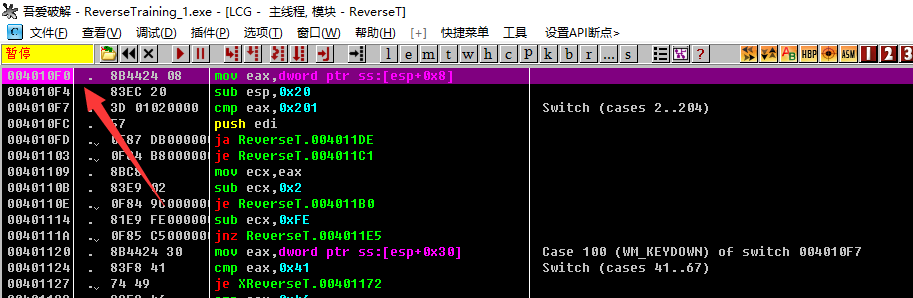 吾爱破解 - ReverseTraining_1.exe - [LCG - 主线程, 模块 - ReverseT]
C 文件(F) 查看(V) 调试(D) 插件(P) 选项(T) 窗口(W) 帮助(H) [+] 快捷菜单 工具 设置API断点>
暂停 l e m t w h c P k b r ... s ? HBP ASM 1 2 3
004010F0 . 8B4424 08 mov eax,dword ptr ss:[esp+0x8]
004010F4 . 83EC 20 sub esp,0x20
004010F7 . 3D 01020000 cmp eax,0x201 Switch (cases 2..204)
004010FC . 57 push edi
004010FD . 0F87 DB000000 ja ReverseT.004011DE
00401103 . 0F84 B8000000 je ReverseT.004011C1
00401109 . 8BC8 mov ecx,eax
0040110B . 83E9 02 sub ecx,0x2
0040110E . 0F84 9C000000 je ReverseT.004011B0
00401114 . 81E9 FE000000 sub ecx,0xFE
0040111A . 0F85 C5000000 jnz ReverseT.004011E5
00401120 . 8B4424 30 mov eax,dword ptr ss:[esp+0x30] Case 100 (WM_KEYDOWN) of switch 004010F7
00401124 . 83F8 41 cmp eax,0x41 Switch (cases 41..67)
00401127 . 74 49 je XReverseT.00401172